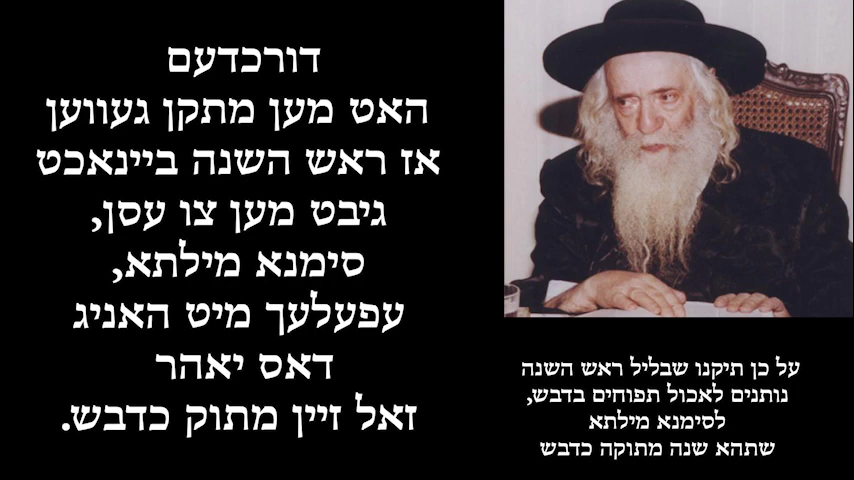 דורכדעם
האט מען מתקן געווען
אז ראש השנה ביינאכט
גיבט מען צו עסן,
סימנא מילתא,
עפעלעך מיט האניג
דאס יאהר
זאל זיין מתוק כדבש.
על כן תיקנו שבליל ראש השנה
נותנים לאכול תפוחים בדבש,
לסימנא מילתא
שתהא שנה מתוקה כדבש